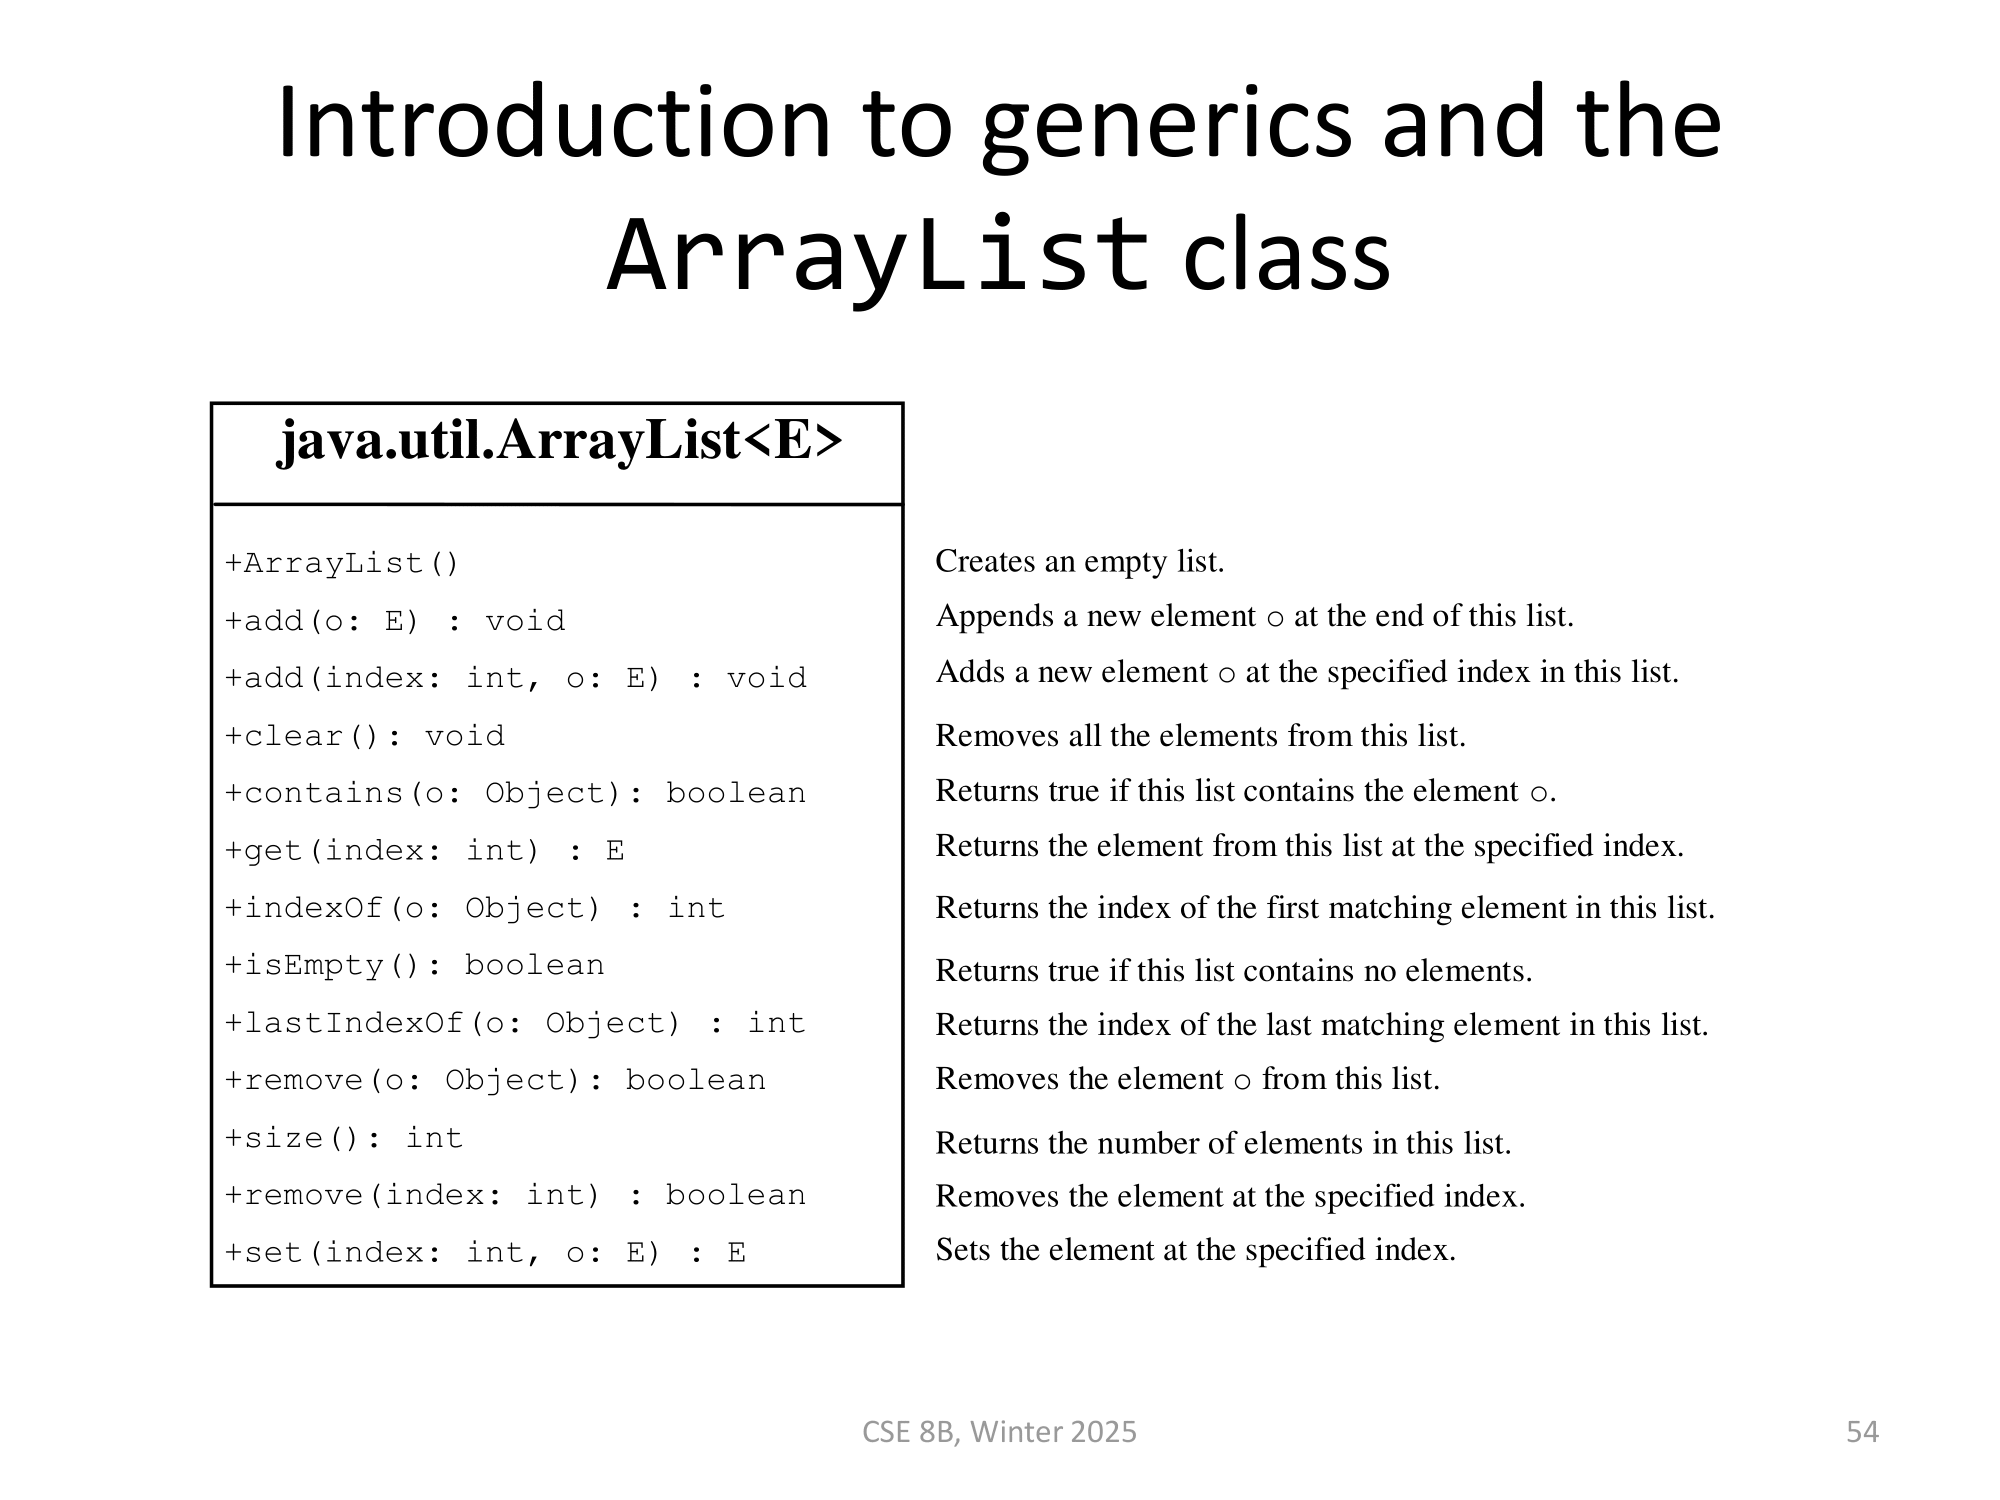 Introduction to generics and the
ArrayList class
java.util.ArrayList<E>
+ArrayList() Creates an empty list.
+add(o: E) : void Appends a new element o at the end of this list.
+add(index: int, o: E) : void Adds a new element o at the specified index in this list.
+clear(): void Removes all the elements from this list.
+contains(o: Object): boolean Returns true if this list contains the element o.
+get(index: int) : E Returns the element from this list at the specified index.
+indexOf(o: Object) : int Returns the index of the first matching element in this list.
+isEmpty(): boolean Returns true if this list contains no elements.
+lastIndexOf(o: Object) : int Returns the index of the last matching element in this list.
+remove(o: Object): boolean Removes the element o from this list.
+size(): int Returns the number of elements in this list.
+remove(index: int) : boolean Removes the element at the specified index.
+set(index: int, o: E) : E Sets the element at the specified index.
CSE 8B, Winter 2025 54